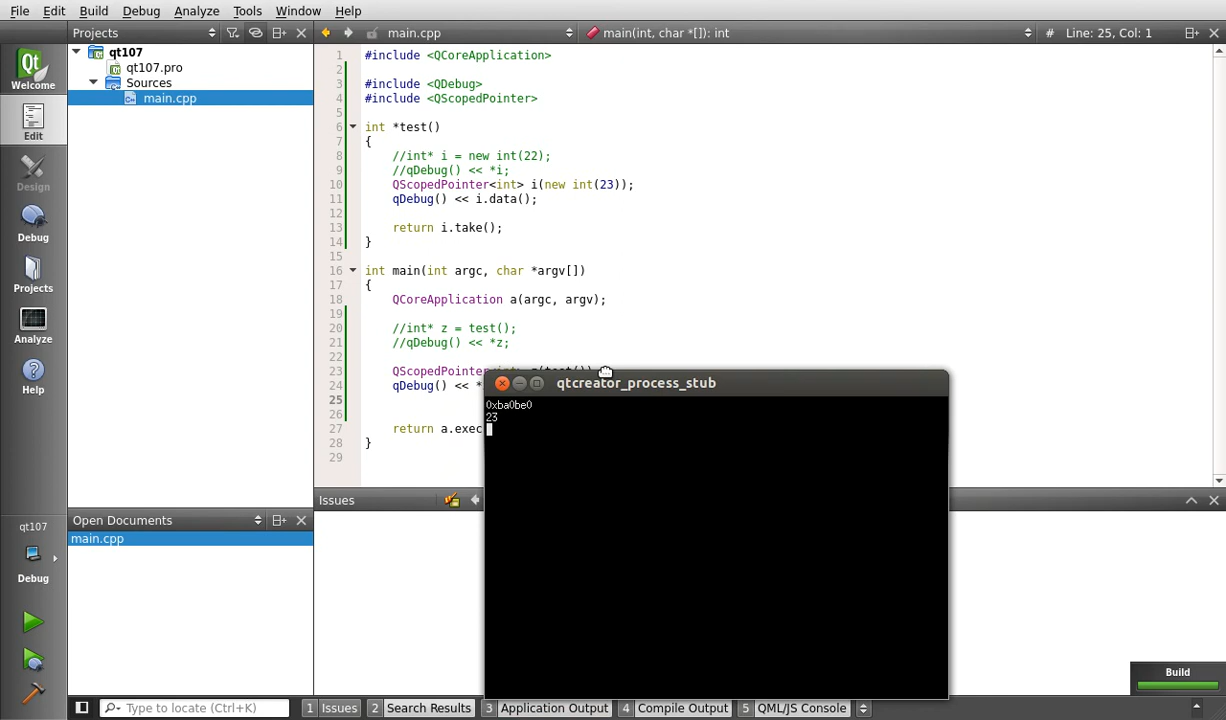 File Edit Build Debug Analyze Tools Window Help
Projects
main.cpp
main(int, char *[]): int
# Line: 25, Col: 1
Welcome
Edit
Design
Debug
Projects
Analyze
Help
qt107
Debug
qt107
qt107.pro
Sources
main.cpp
Open Documents
main.cpp
1 #include <QCoreApplication>
2
3 #include <QDebug>
4 #include <QScopedPointer>
5
6 int *test()
7 {
8 //int* i = new int(22);
9 //qDebug() << *i;
10 QScopedPointer<int> i(new int(23));
11 qDebug() << i.data();
12
13 return i.take();
14 }
15
16 int main(int argc, char *argv[])
17 {
18 QCoreApplication a(argc, argv);
19
20 //int* z = test();
21 //qDebug() << *z;
22
23 QScopedPointer
24 qDebug() << *
25
26
27 return a.exec
28 }
29
Issues
qtcreator_process_stub
0xba0be0
23
Build
Type to locate (Ctrl+K)
1 Issues
2 Search Results
3 Application Output
4 Compile Output
5 QML/JS Console